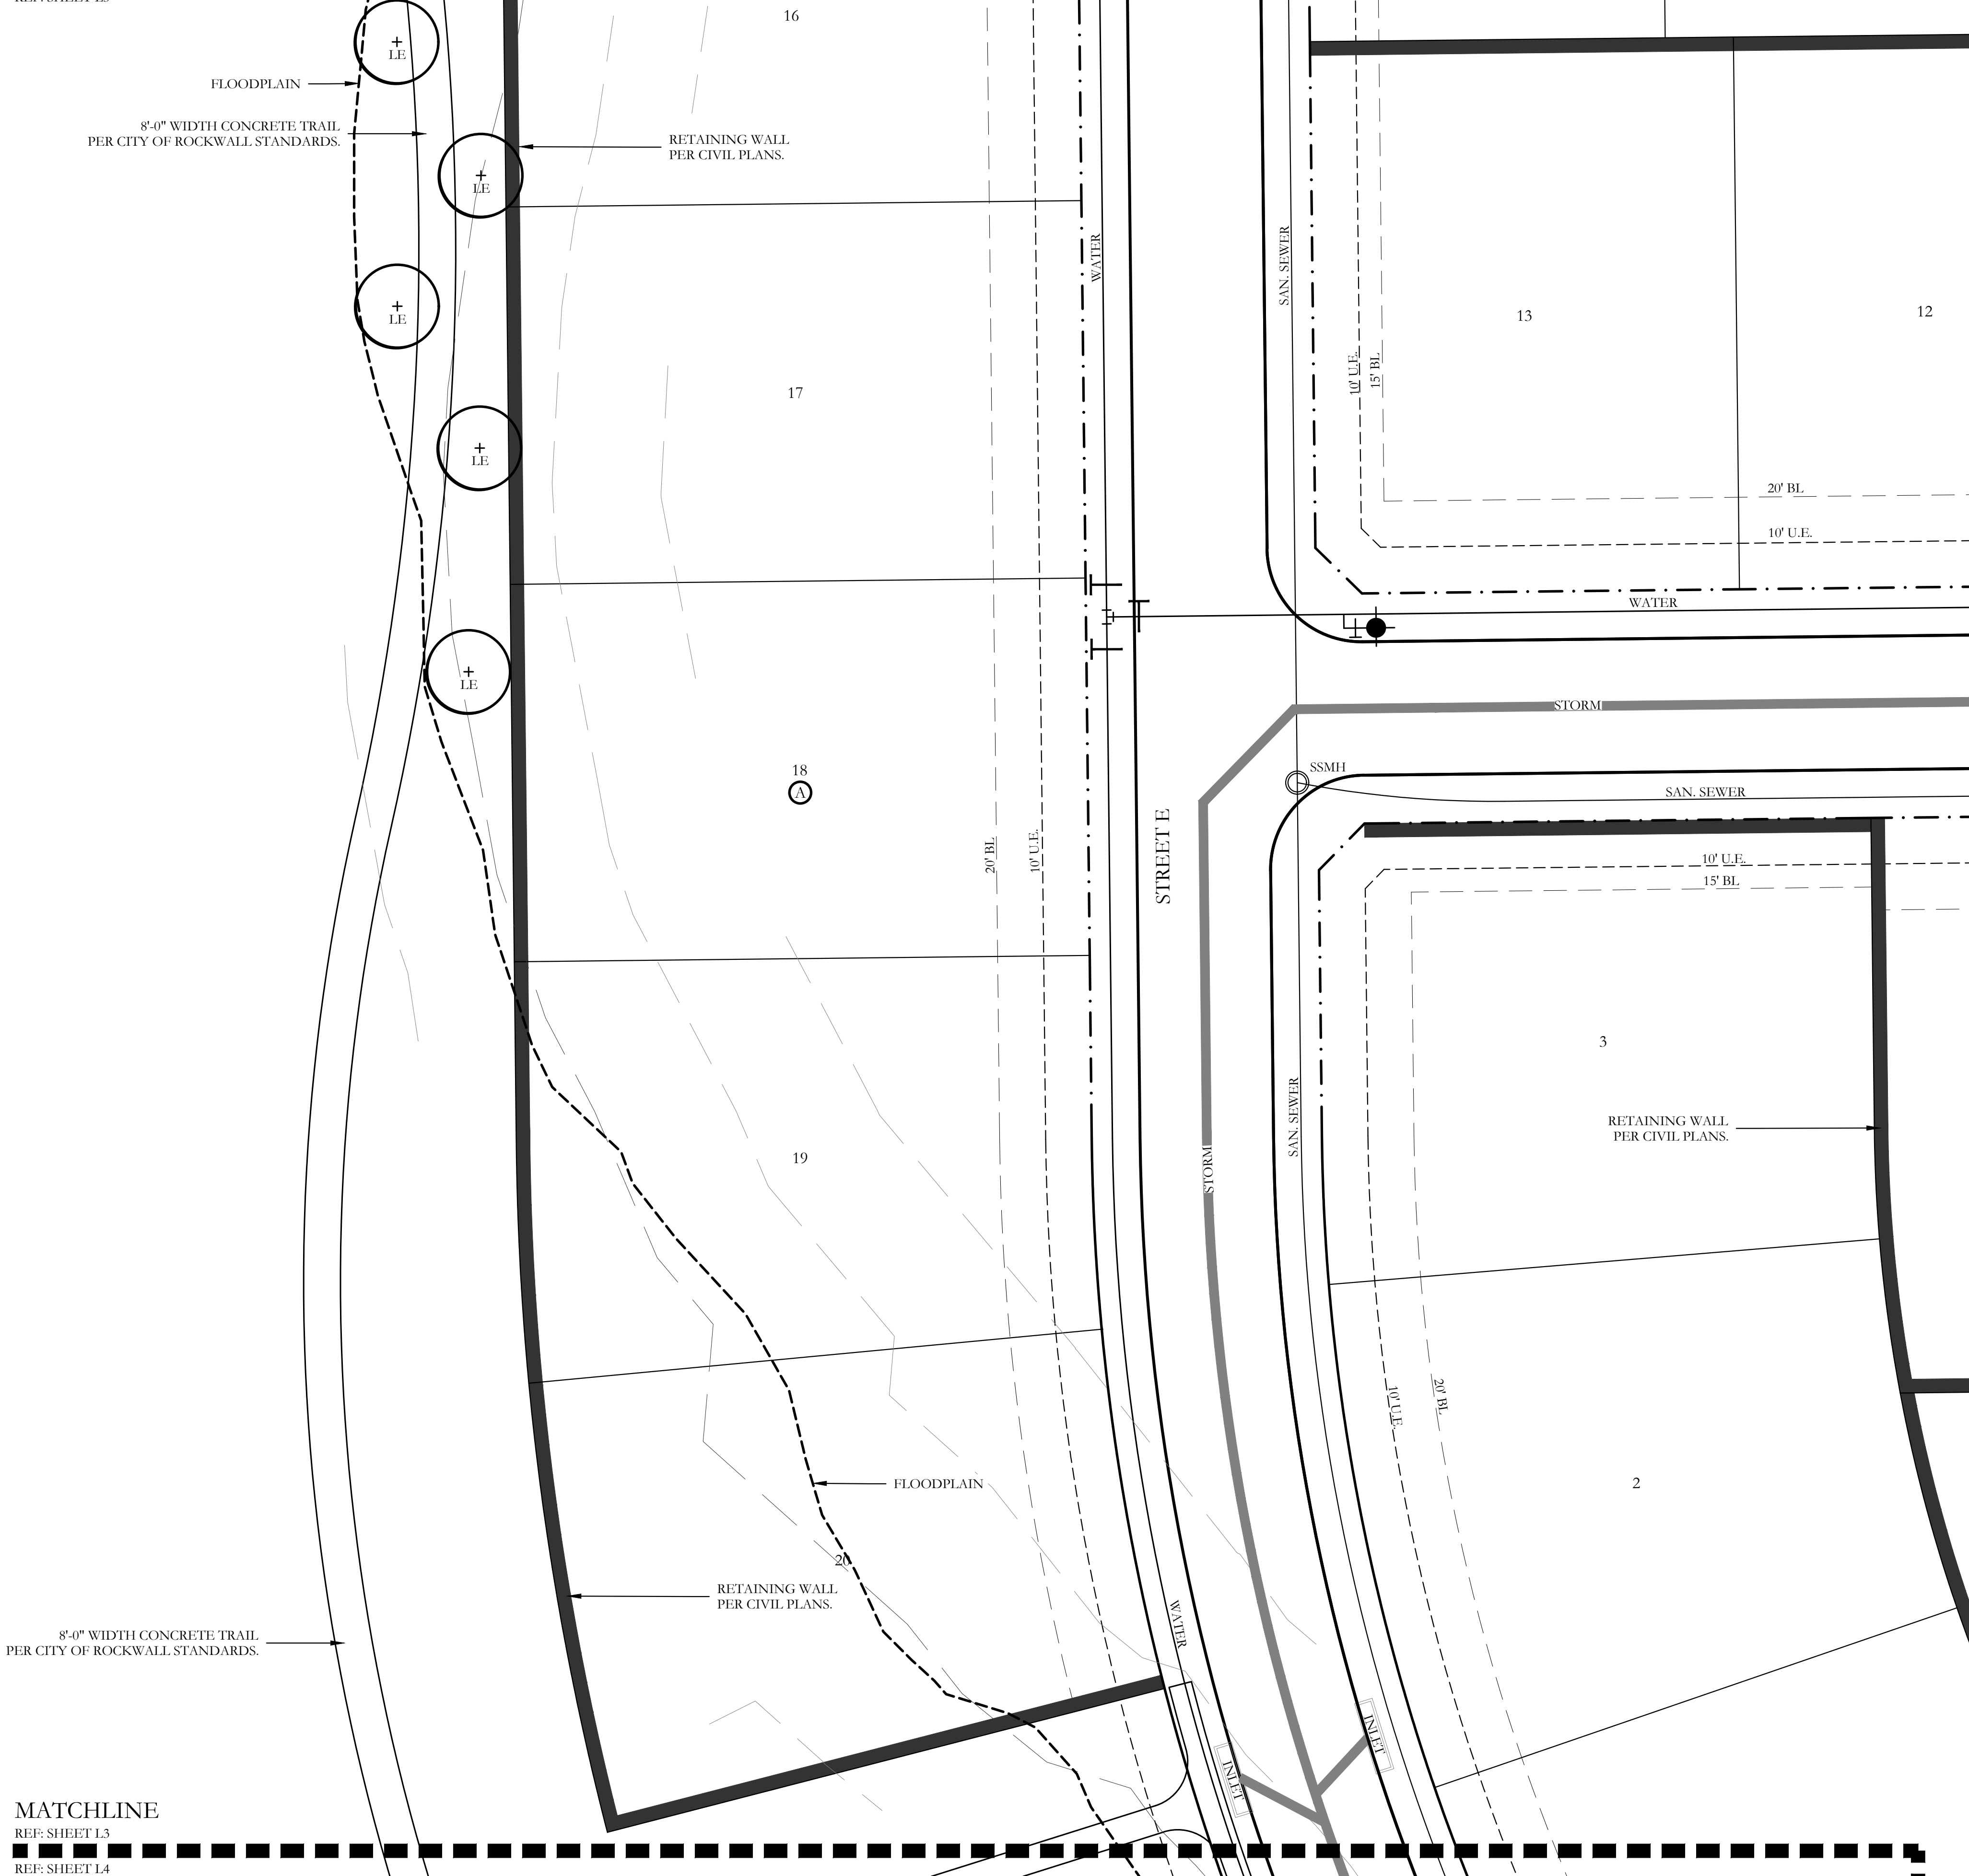 16
LE
FLOODPLAIN
8'-0" WIDTH CONCRETE TRAIL
PER CITY OF ROCKWALL STANDARDS.
RETAINING WALL
PER CIVIL PLANS.
LE
WATER
SAN. SEWER
LE
13
12
10' U.E.
15' BL
17
LE
20' BL
10' U.E.
WATER
LE
STORM
18
A
SSMH
SAN. SEWER
20' BL
10' U.E.
STREET E
10' U.E.
15' BL
3
RETAINING WALL
PER CIVIL PLANS.
19
STORM
SAN. SEWER
10' U.E.
20' BL
FLOODPLAIN
2
20
RETAINING WALL
PER CIVIL PLANS.
WATER
8'-0" WIDTH CONCRETE TRAIL
PER CITY OF ROCKWALL STANDARDS.
INLET
INLET
MATCHLINE
REF: SHEET L3
REF: SHEET L4